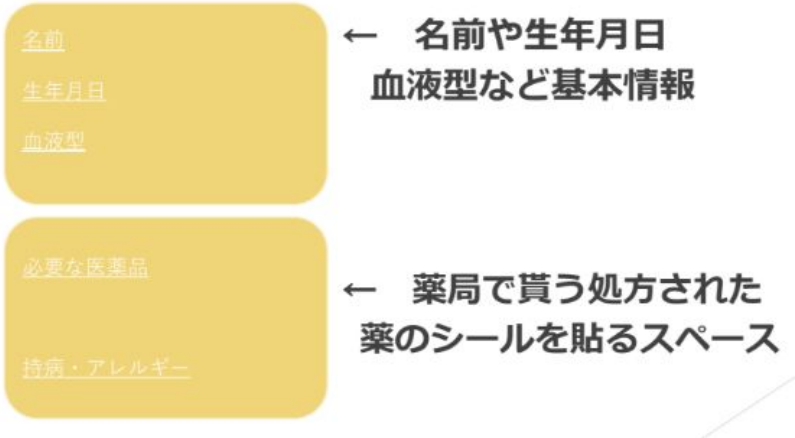 名前
生年月日
血液型
← 名前や生年月日
血液型など基本情報
必要な医薬品
持病・アレルギー
← 薬局で貰う処方された
薬のシールを貼るスペース